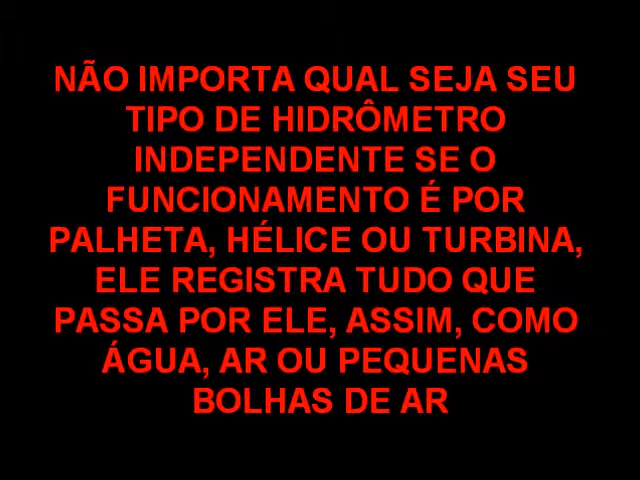 NÃO IMPORTA QUAL SEJA SEU
TIPO DE HIDRÔMETRO
INDEPENDENTE SE O
FUNCIONAMENTO É POR
PALHETA, HÉLICE OU TURBINA,
ELE REGISTRA TUDO QUE
PASSA POR ELE, ASSIM, COMO
ÁGUA, AR OU PEQUENAS
BOLHAS DE AR